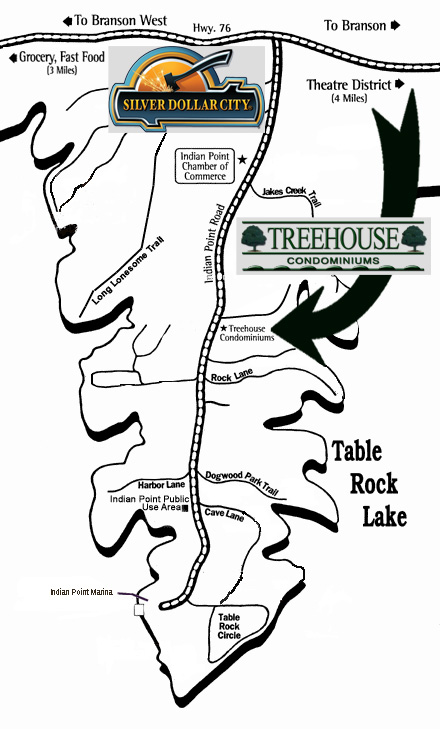 To Branson West
Hwy. 76
To Branson
Grocery, Fast Food
(3 Miles)
SILVER DOLLAR CITY
Theatre District
(4 Miles)
Indian Point
Chamber of
Commerce
Jakes Creek Trail
Indian Point Road
TREEHOUSE
CONDOMINIUMS
Long Lonesome Trail
Treehouse
Condominiums
Rock Lane
Table
Rock
Lake
Harbor Lane
Dogwood Park Trail
Indian Point Public
Use Area
Cave Lane
Indian Point Marina
Table
Rock
Circle